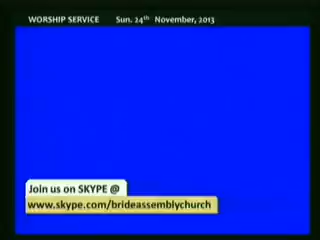 WORSHIP SERVICE Sun. 24th November, 2013
Join us on SKYPE @
www.skype.com/brideassemblychurch